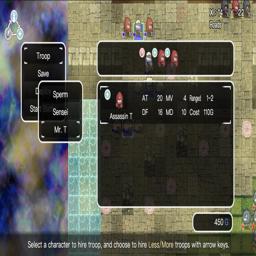 Troop
Save
Sperm
Sensei
Mr. T
Assassin T
AT 20 MV 4 Ranged 1-2
DF 16 MD 10 Cost 110G
450 G
Select a character to hire troop, and choose to hire Less/More troops with arrow keys.